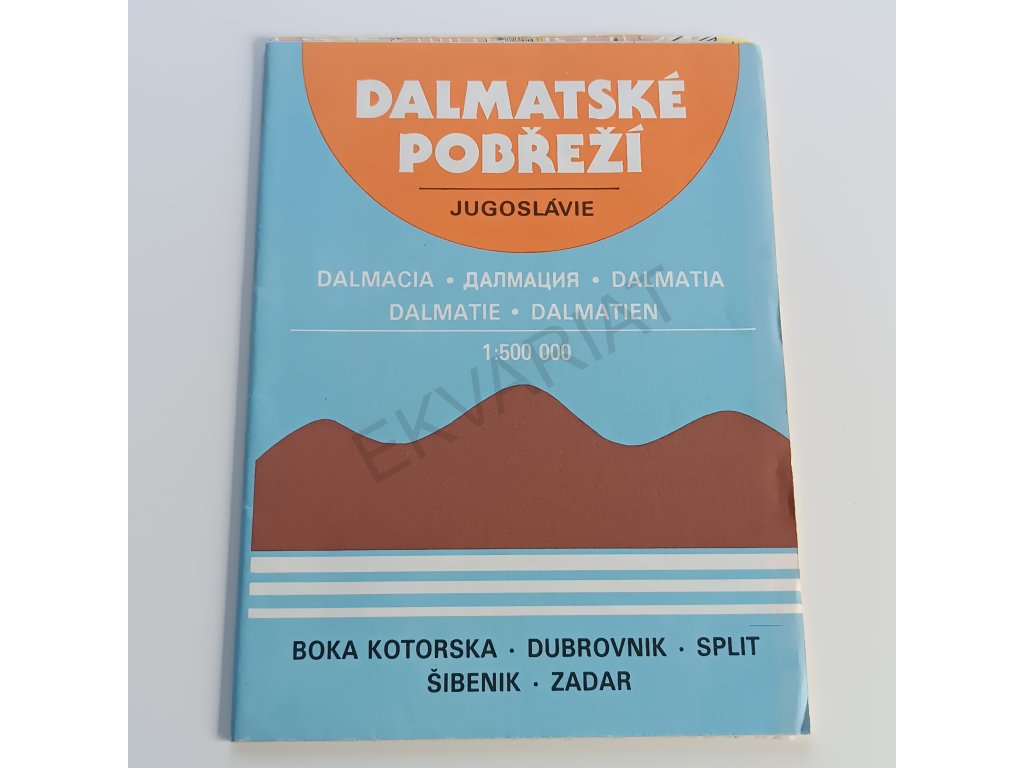 DALMATSKÉ
POBŘEŽÍ
JUGOSLÁVIE
DALMACIA • ДАЛМАЦИЯ • DALMATIA
DALMATIE • DALMATIEN
1:500 000
EKVARIAT
BOKA KOTORSKA · DUBROVNIK · SPLIT
ŠIBENIK · ZADAR